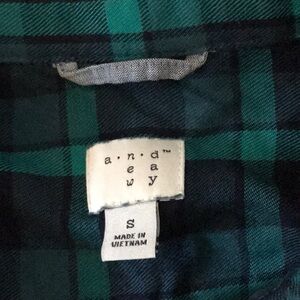 a · n · d™
e a
w y
S
MADE IN
VIETNAM